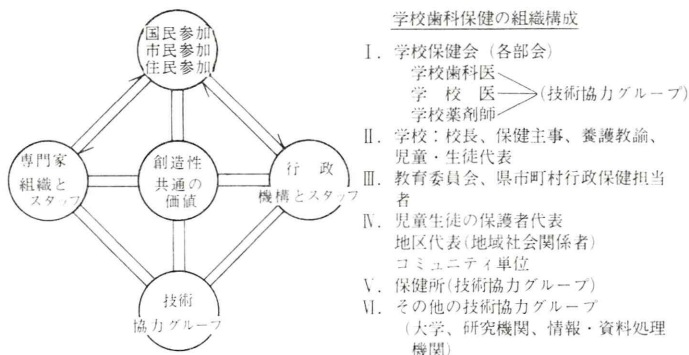 国民参加
市民参加
住民参加
専門家
組織と
スタッフ
創造性
共通の
価値
行 政
機構とスタッフ
技術
協力グループ
学校歯科保健の組織構成
Ⅰ. 学校保健会 (各部会)
学校歯科医
学 校 医 (技術協力グループ)
学校薬剤師
Ⅱ. 学校：校長、保健主事、養護教諭、
児童・生徒代表
Ⅲ. 教育委員会、県市町村行政保健担当
者
Ⅳ. 児童生徒の保護者代表
地区代表(地域社会関係者)
コミュニティ単位
Ⅴ. 保健所(技術協力グループ)
Ⅵ. その他の技術協力グループ
(大学、研究機関、情報・資料処理
機関)